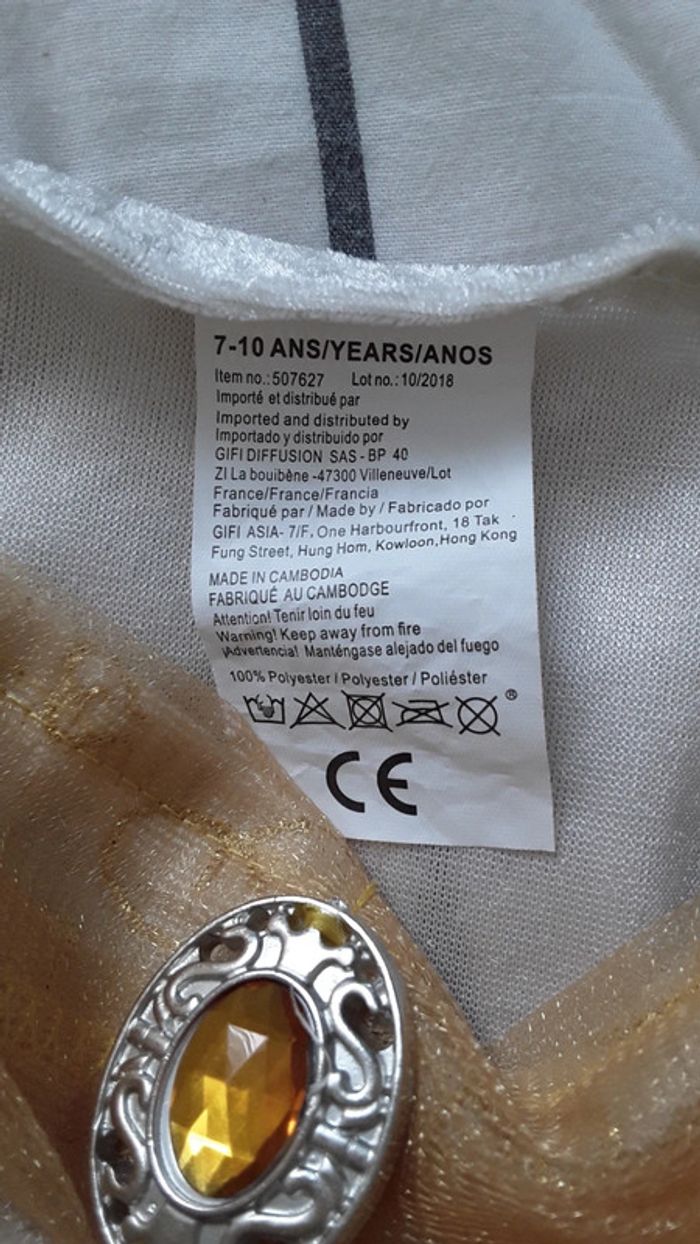 7-10 ANS/YEARS/ANOS
Item no.:507627 Lot no.:10/2018
Importé et distribué par
Imported and distributed by
Importado y distribuido por
GIFI DIFFUSION SAS-BP 40
ZI La bouibène-47300 Villeneuve/Lot
France/France/Francia
Fabriqué par / Made by / Fabricado por
GIFI ASIA- 7/F, One Harbourfront, 18 Tak
Fung Street, Hung Hom, Kowloon,Hong Kong
MADE IN CAMBODIA
FABRIQUÉ AU CAMBODGE
Attention! Tenir loin du feu
Warning! Keep away from fire
¡Advertencia! Manténgase alejado del fuego
100% Polyester / Polyester / Poliéster
®
CE